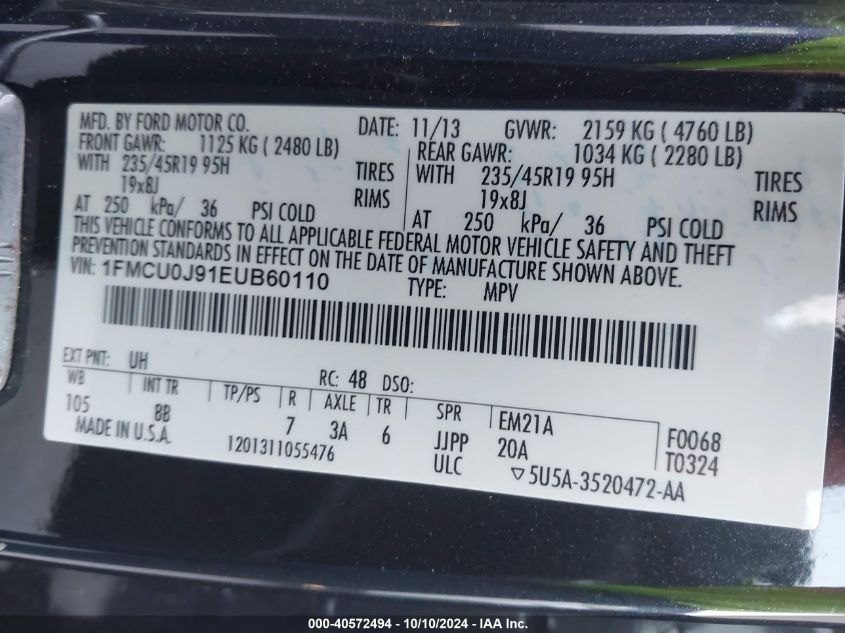 MFD. BY FORD MOTOR CO. DATE: 11/13 GVWR: 2159 KG ( 4760 LB)
FRONT GAWR: 1125 KG ( 2480 LB) REAR GAWR: 1034 KG ( 2280 LB)
WITH 235/45R19 95H TIRES WITH 235/45R19 95H TIRES
19x8J RIMS 19x8J RIMS
AT 250 kPa/ 36 PSI COLD AT 250 kPa/ 36 PSI COLD
THIS VEHICLE CONFORMS TO ALL APPLICABLE FEDERAL MOTOR VEHICLE SAFETY AND THEFT
PREVENTION STANDARDS IN EFFECT ON THE DATE OF MANUFACTURE SHOWN ABOVE.
VIN: 1FMCU0J91EUB60110 TYPE: MPV
EXT PNT: UH RC: 48 DSO:
WB INT TR TP/PS R AXLE TR SPR EM21A F0068
105 8B 7 3A 6 JJPP 20A T0324
MADE IN U.S.A. 1201311055476 ULC ▽5U5A-3520472-AA
000-40572494 - 10/10/2024 - IAA Inc.